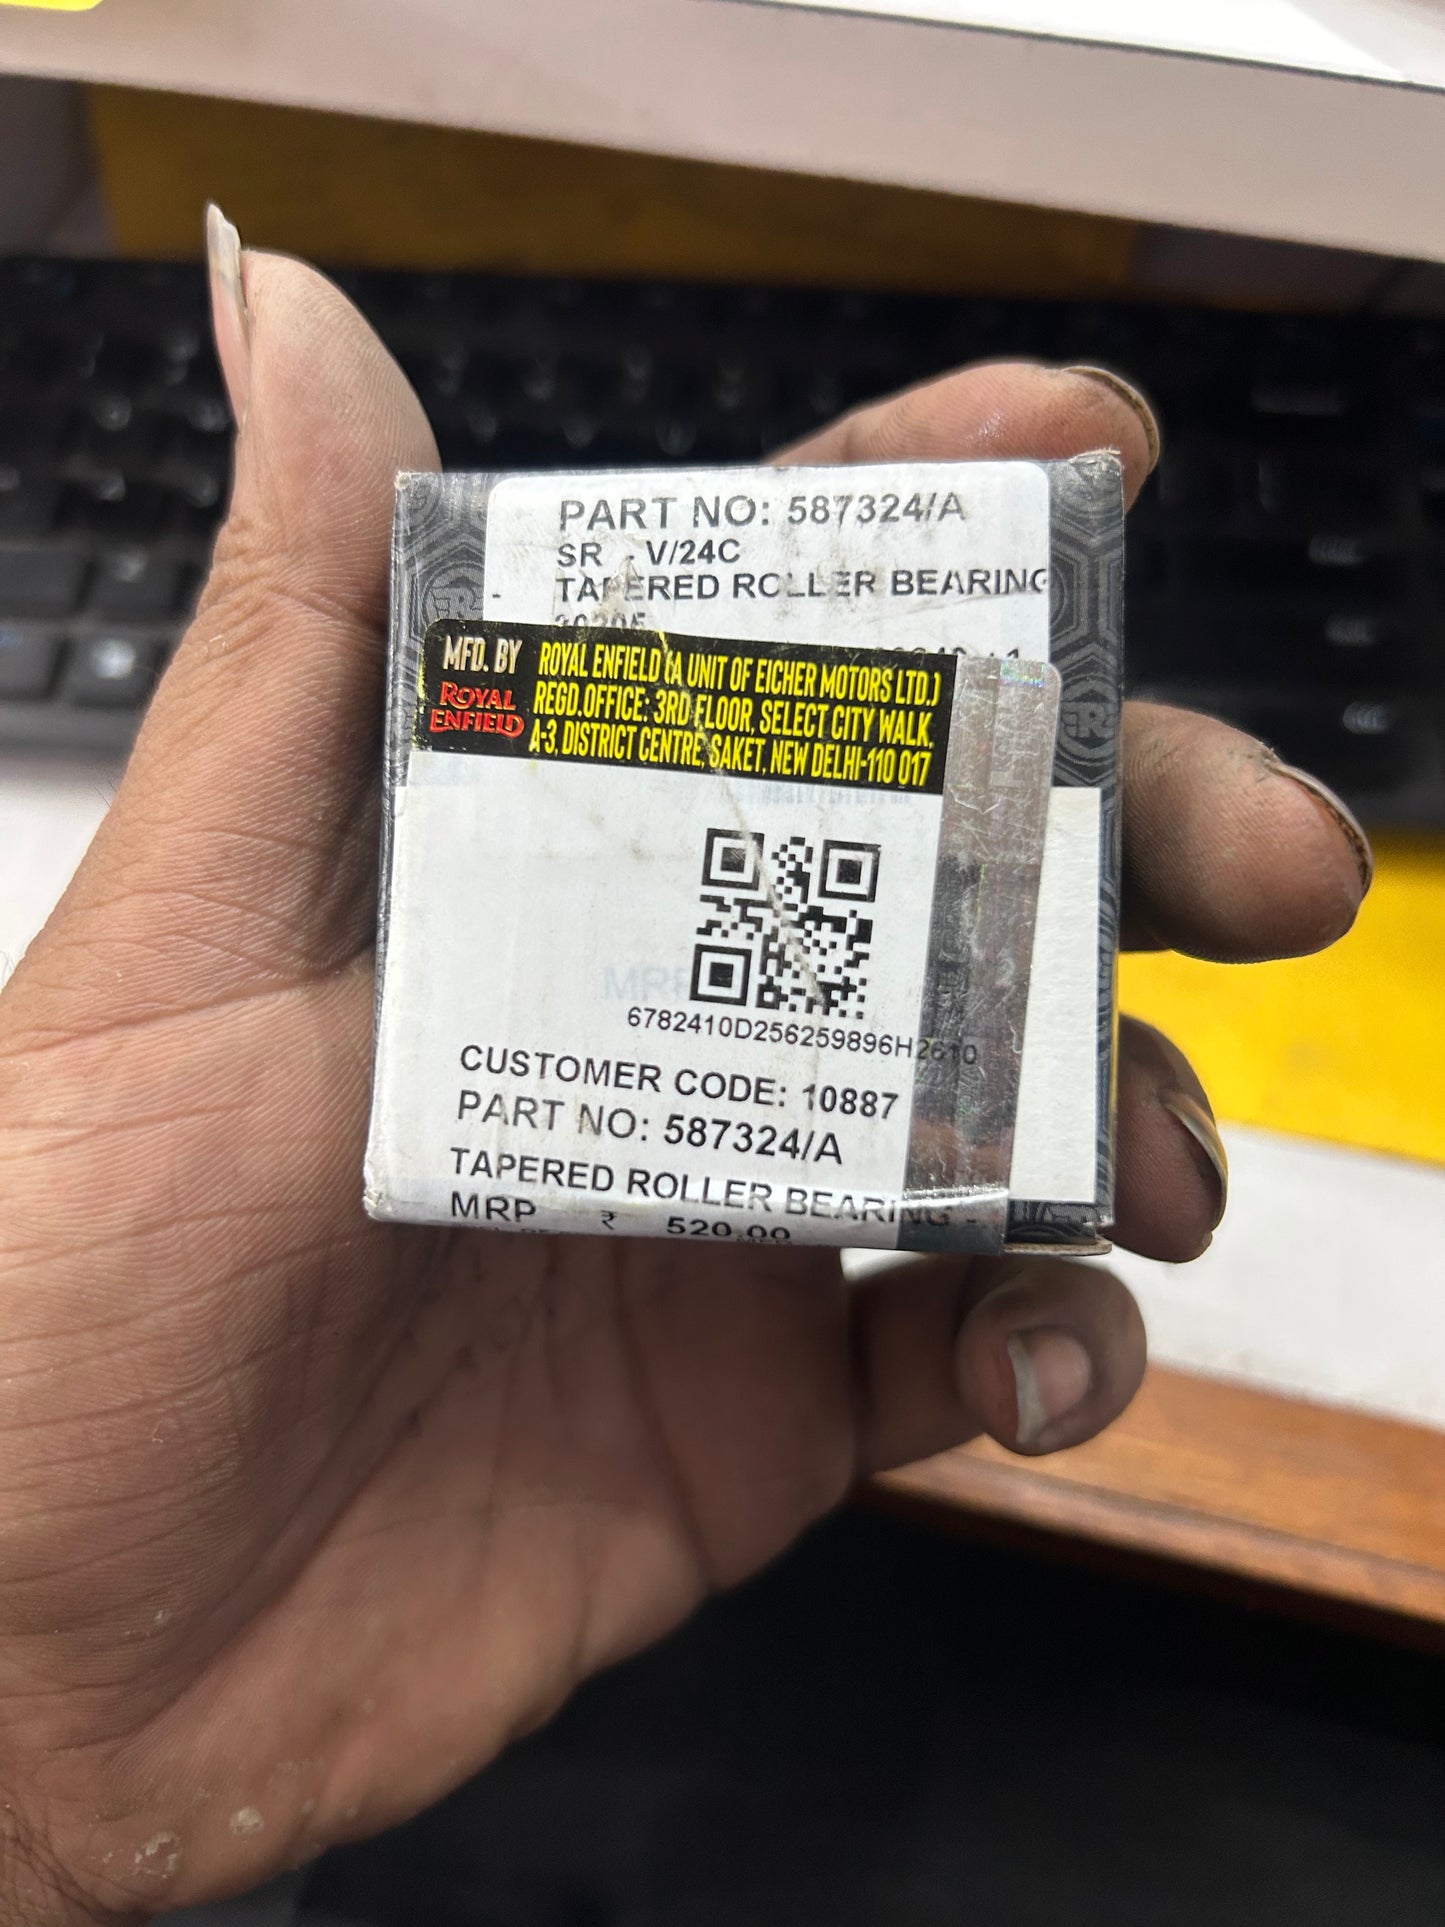 PART NO: 587324/A
SR - V/24C
TAPERED ROLLER BEARING
-
30205
MFD. BY
ROYAL ENFIELD
ROYAL ENFIELD (A UNIT OF EICHER MOTORS LTD.)
REGD.OFFICE: 3RD FLOOR, SELECT CITY WALK,
A-3, DISTRICT CENTRE, SAKET, NEW DELHI-110 017
MRP
6782410D256259896H2610
CUSTOMER CODE: 10887
PART NO: 587324/A
TAPERED ROLLER BEARING -
MRP ₹ 520.00